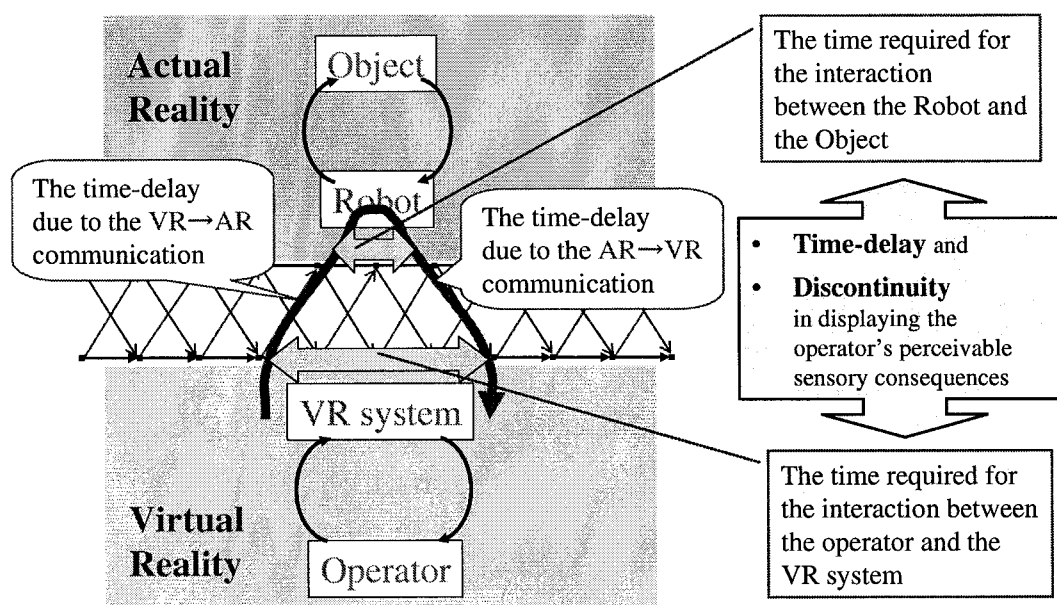 Actual
Reality
Object
Robot
The time-delay
due to the VR→AR
communication
The time-delay
due to the AR→VR
communication
VR system
Virtual
Reality
Operator
The time required for
the interaction
between the Robot and
the Object
• Time-delay and
• Discontinuity
in displaying the
operator's perceivable
sensory consequences
The time required for
the interaction between
the operator and the
VR system